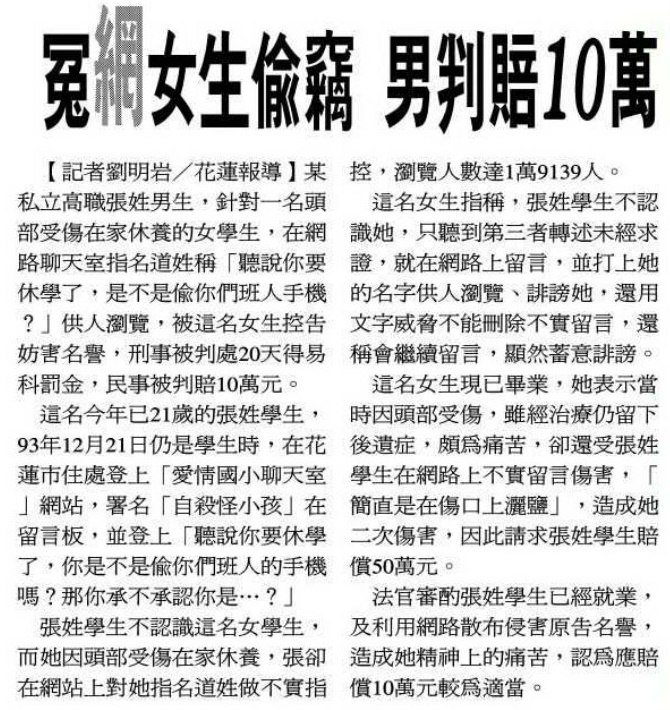 冤網女生偷竊 男判賠10萬
【記者劉明岩／花蓮報導】某
私立高職張姓男生，針對一名頭
部受傷在家休養的女學生，在網
路聊天室指名道姓稱「聽說你要
休學了，是不是偷你們班人手機
？」供人瀏覽，被這名女生控告
妨害名譽，刑事被判處20天得易
科罰金，民事被判賠10萬元。
這名今年已21歲的張姓學生，
93年12月21日仍是學生時，在花
蓮市住處登上「愛情國小聊天室
」網站，署名「自殺怪小孩」在
留言板，並登上「聽說你要休學
了，你是不是偷你們班人的手機
嗎？那你承不承認你是…？」
張姓學生不認識這名女學生，
而她因頭部受傷在家休養，張卻
在網站上對她指名道姓做不實指
控，瀏覽人數達1萬9139人。
這名女生指稱，張姓學生不認
識她，只聽到第三者轉述未經求
證，就在網路上留言，並打上她
的名字供人瀏覽、誹謗她，還用
文字威脅不能刪除不實留言，還
稱會繼續留言，顯然蓄意誹謗。
這名女生現已畢業，她表示當
時因頭部受傷，雖經治療仍留下
後遺症，頗為痛苦，卻還受張姓
學生在網路上不實留言傷害，「
簡直是在傷口上灑鹽」，造成她
二次傷害，因此請求張姓學生賠
償50萬元。
法官審酌張姓學生已經就業，
及利用網路散布侵害原告名譽，
造成她精神上的痛苦，認為應賠
償10萬元較為適當。